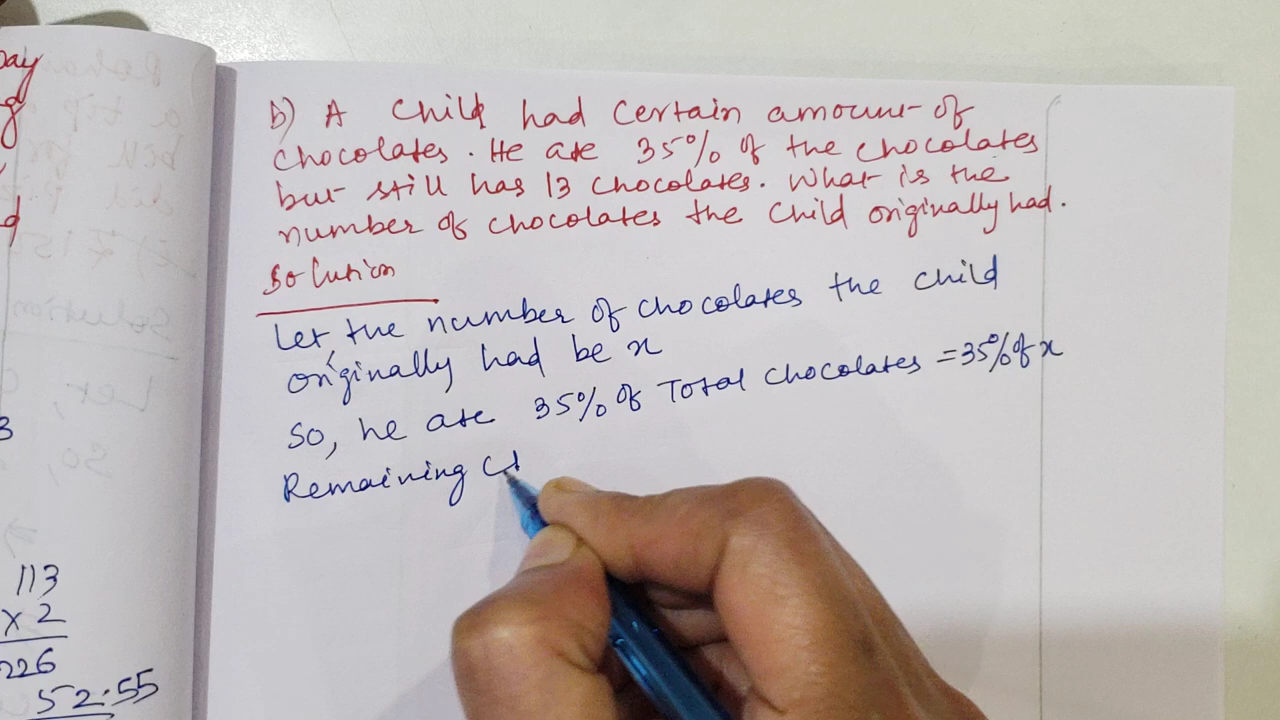 b) A child had certain amount of
chocolates. He ate 35% of the chocolates
but still has 13 chocolates. What is the
number of chocolates the child originally had.
Solution
Let the number of chocolates the child
originally had be x
So, he ate 35% of Total chocolates = 35% of x
Remaining
113
x 2
226
52.55